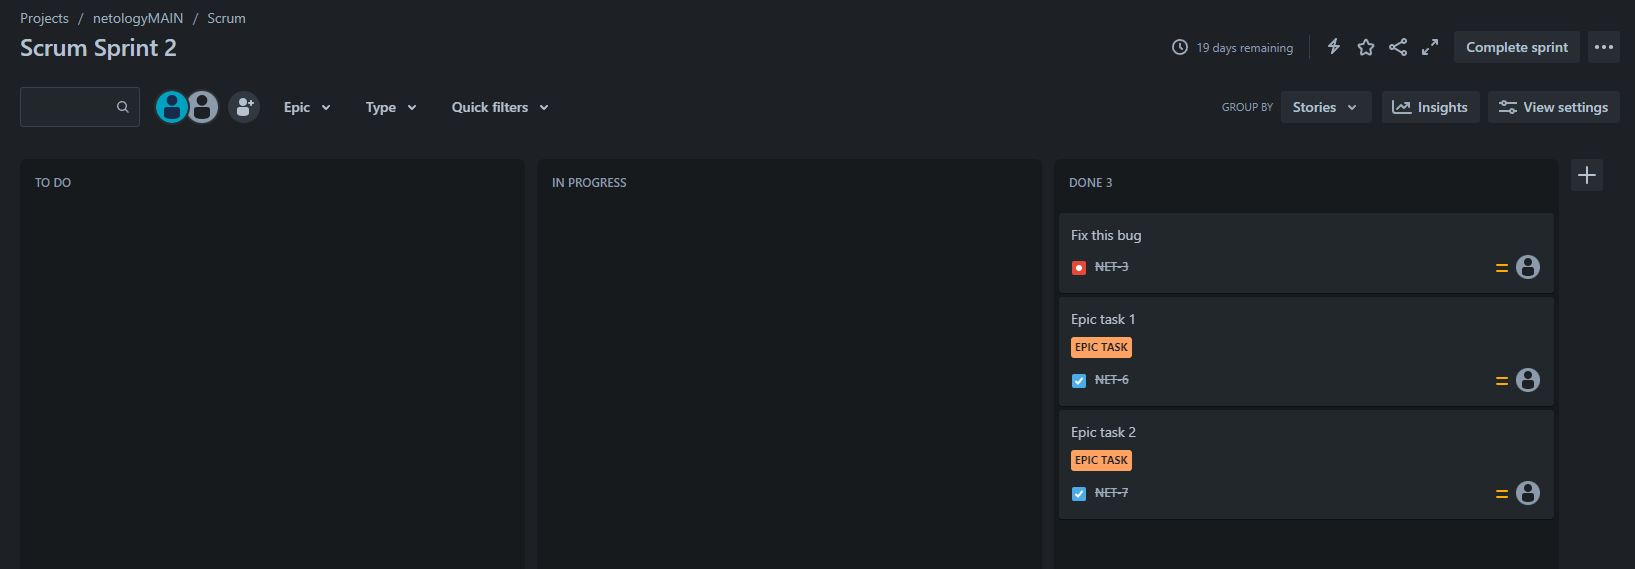 Projects / netologyMAIN / Scrum
Scrum Sprint 2
19 days remaining
Complete sprint
Epic
Type
Quick filters
GROUP BY
Stories
Insights
View settings
TO DO
IN PROGRESS
DONE 3
Fix this bug
NET-3
Epic task 1
EPIC TASK
NET-6
Epic task 2
EPIC TASK
NET-7